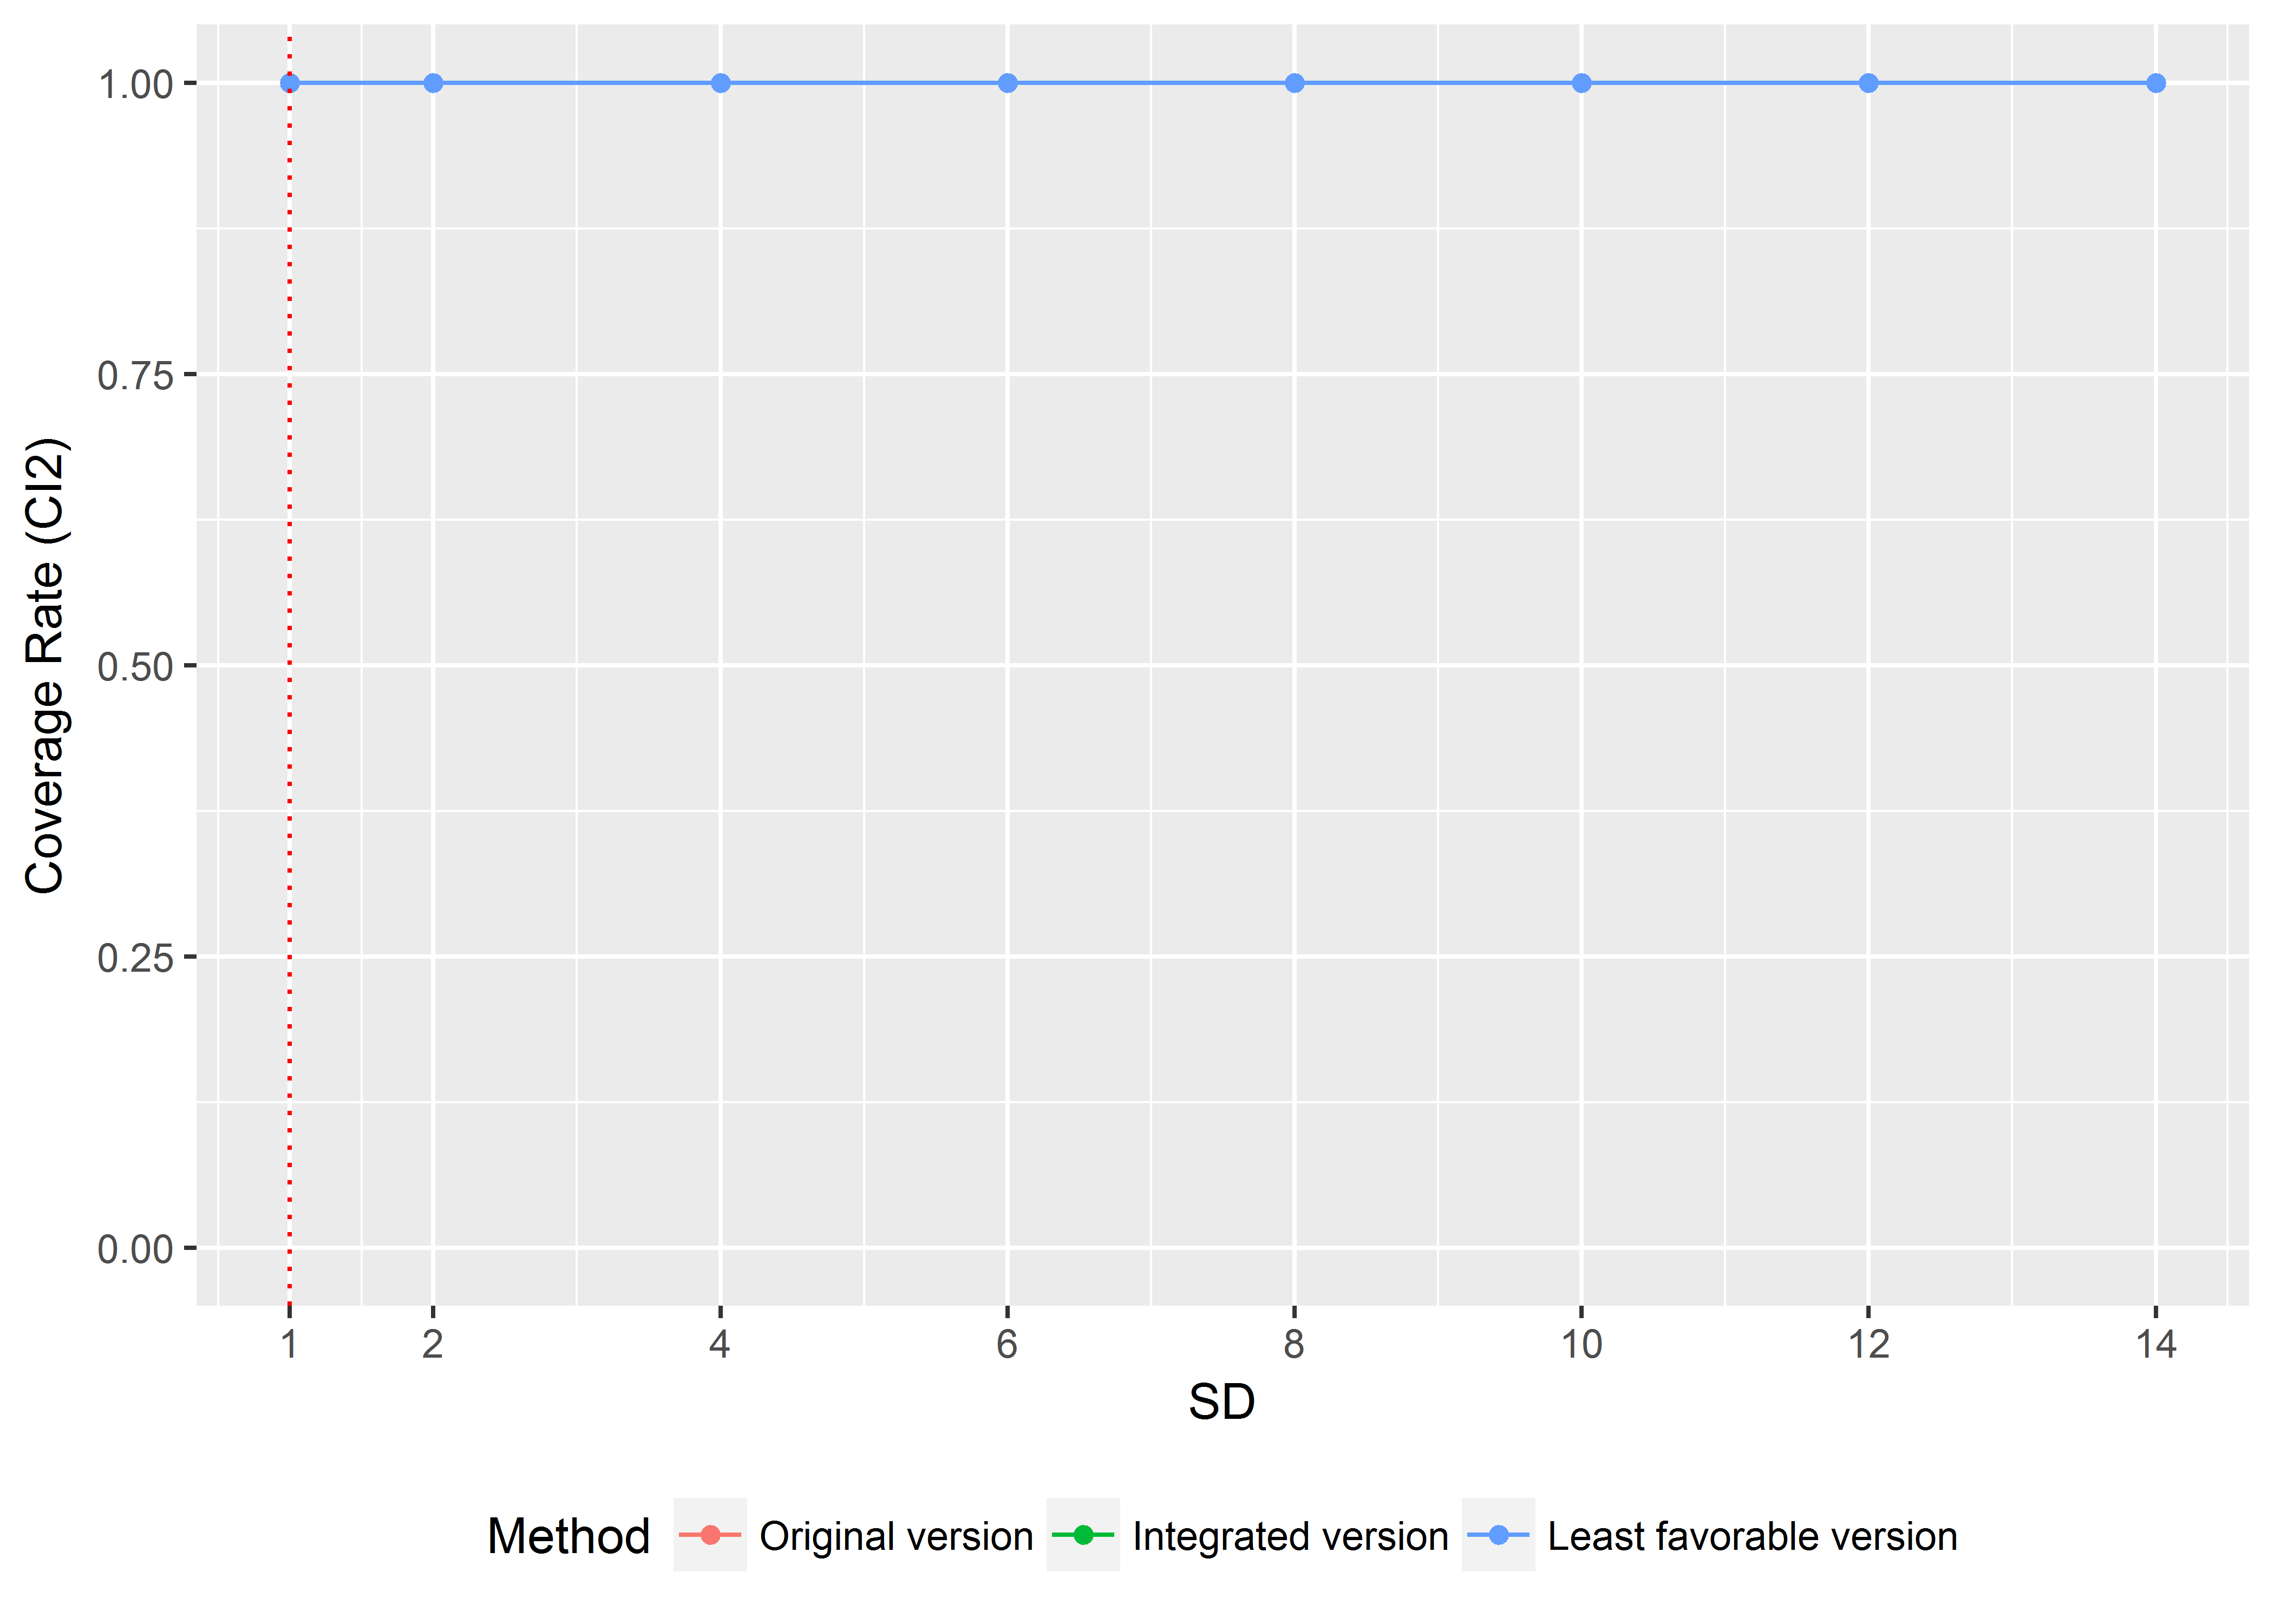 Coverage Rate (CI2)
1.00
0.75
0.50
0.25
0.00
1 2 4 6 8 10 12 14
SD
Method Original version Integrated version Least favorable version